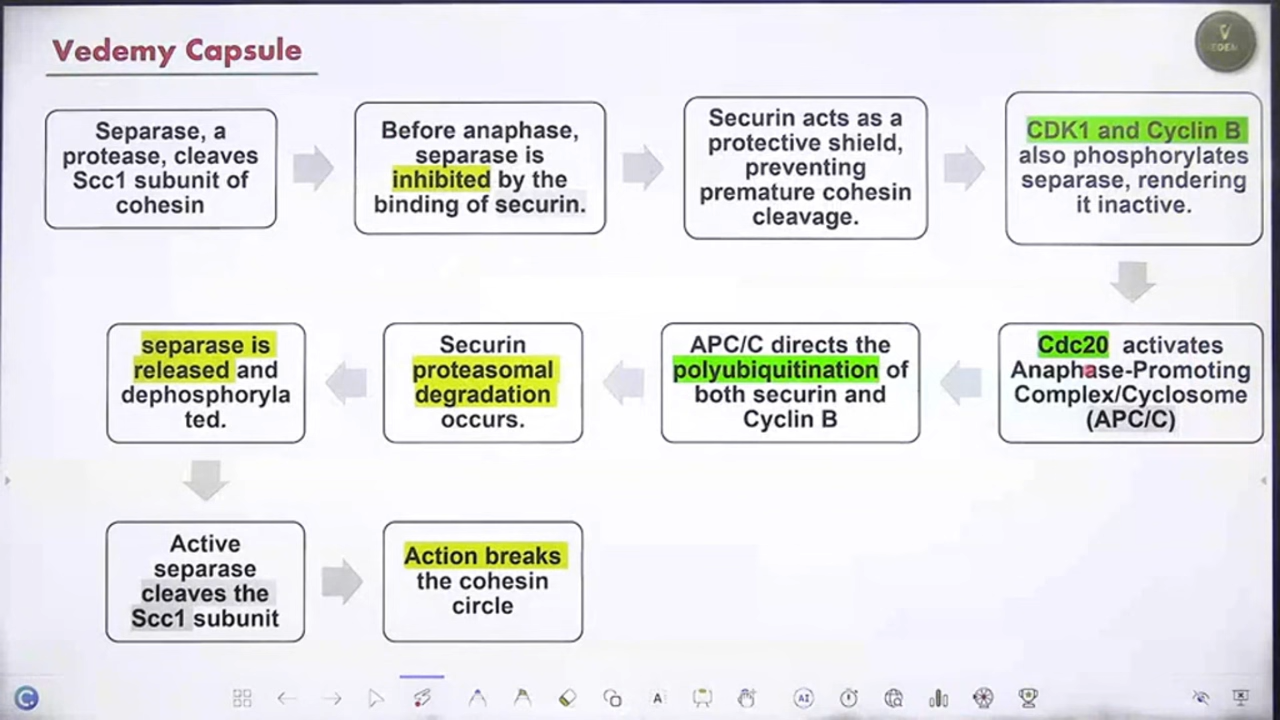 Vedemy Capsule
V
Separase, a
protease, cleaves
Scc1 subunit of
cohesin
Before anaphase,
separase is
inhibited by the
binding of securin.
Securin acts as a
protective shield,
preventing
premature cohesin
cleavage.
CDK1 and Cyclin B
also phosphorylates
separase, rendering
it inactive.
Cdc20 activates
Anaphase-Promoting
Complex/Cyclosome
(APC/C)
APC/C directs the
polyubiquitination of
both securin and
Cyclin B
Securin
proteasomal
degradation
occurs.
separase is
released and
dephosphoryla
ted.
Active
separase
cleaves the
Scc1 subunit
Action breaks
the cohesin
circle
A
AI